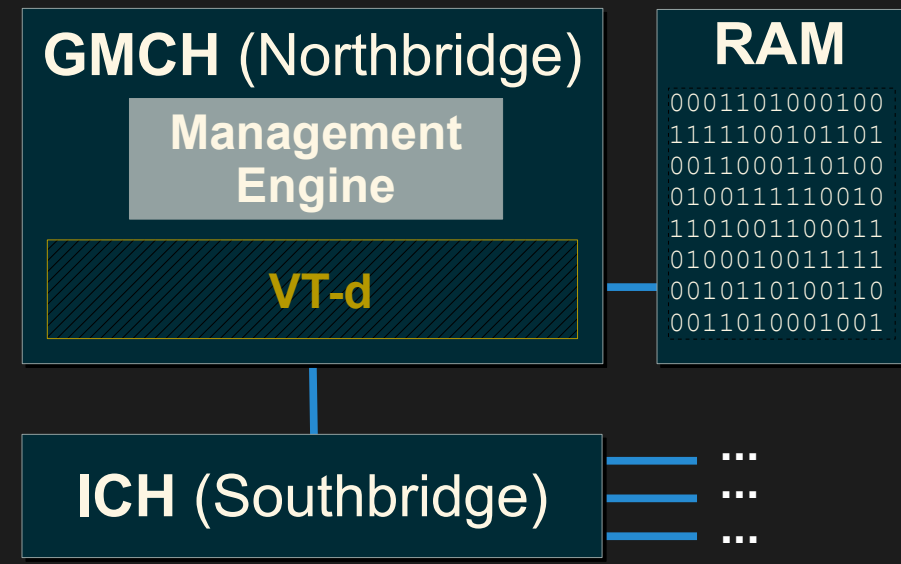 GMCH (Northbridge)
Management
Engine
VT-d
RAM
0001101000100
1111100101101
0011000110100
0100111110010
1101001100011
0100010011111
0010110100110
0011010001001
ICH (Southbridge)
...
...
...